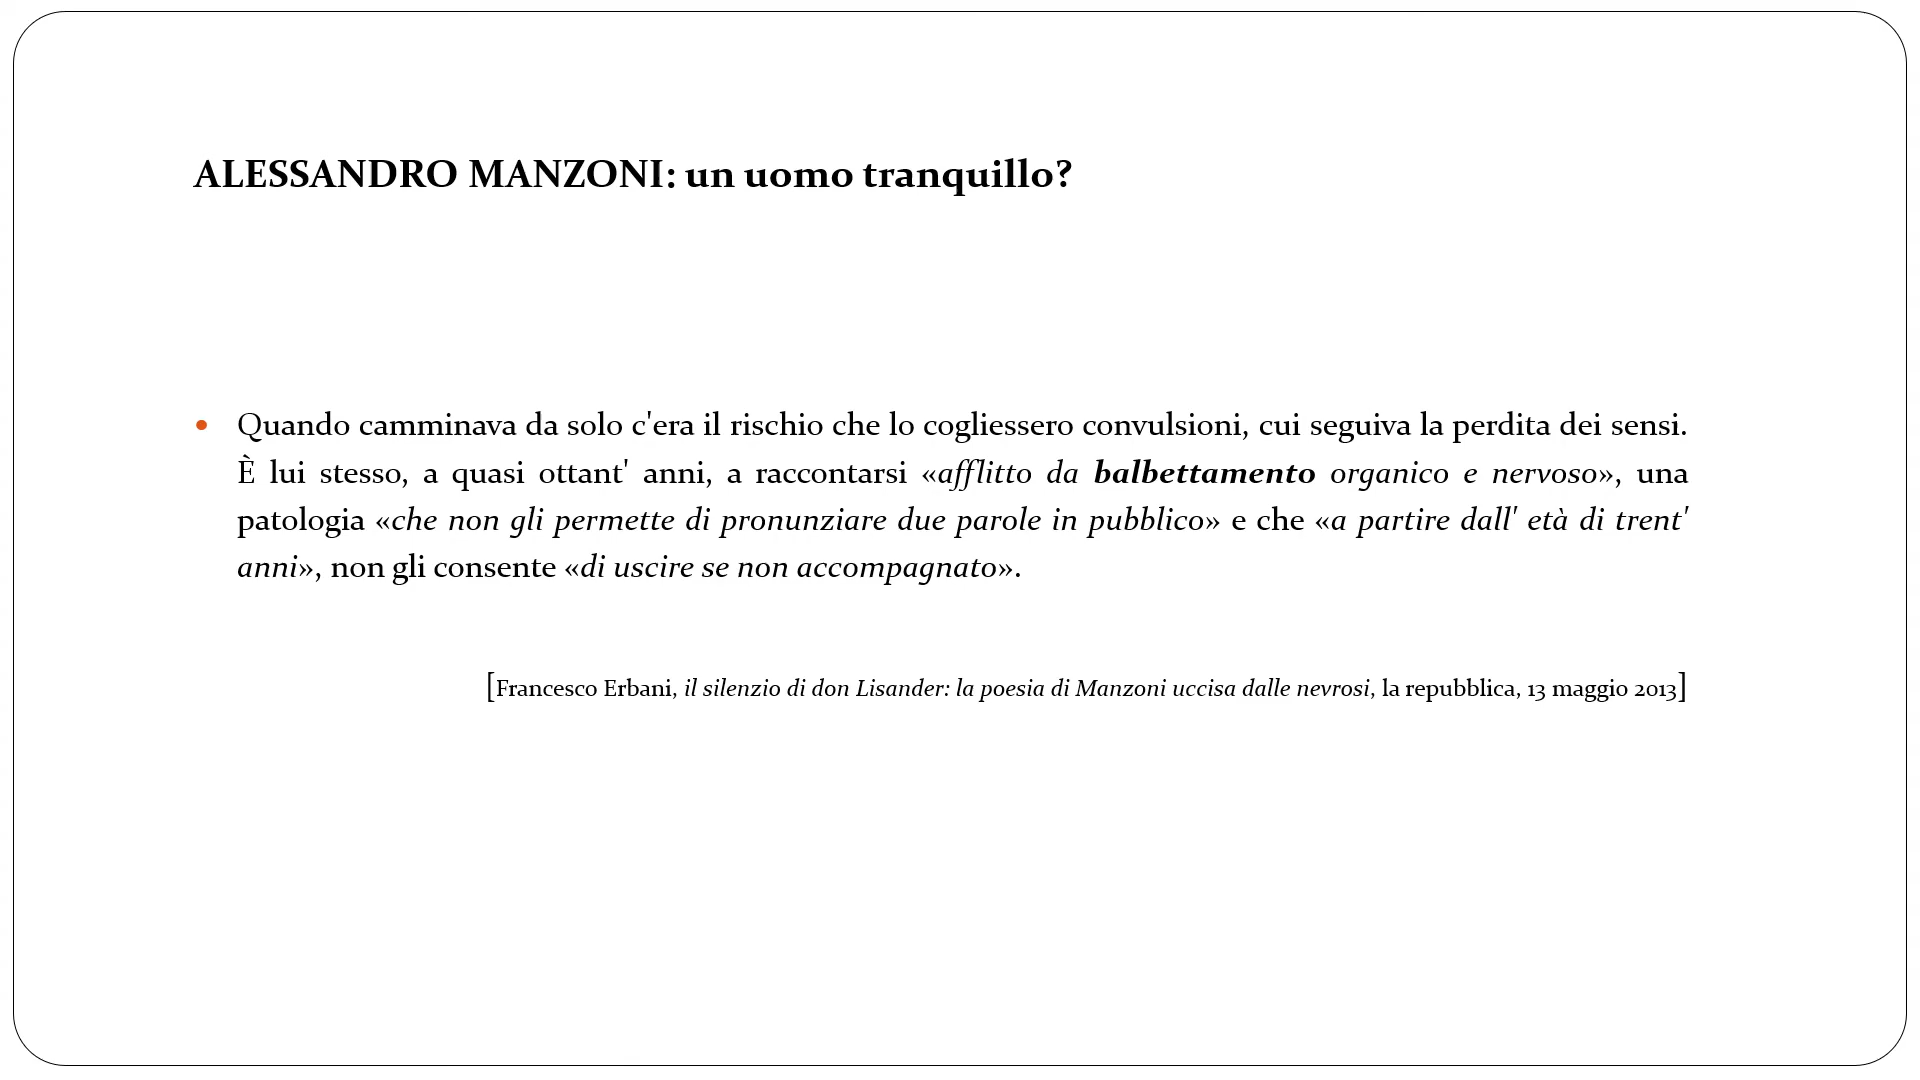 ALESSANDRO MANZONI: un uomo tranquillo?
• Quando camminava da solo c'era il rischio che lo cogliessero convulsioni, cui seguiva la perdita dei sensi.
È lui stesso, a quasi ottant' anni, a raccontarsi «afflitto da balbettamento organico e nervoso», una
patologia «che non gli permette di pronunziare due parole in pubblico» e che «a partire dall' età di trent'
anni», non gli consente «di uscire se non accompagnato».
[Francesco Erbani, il silenzio di don Lisander: la poesia di Manzoni uccisa dalle nevrosi, la repubblica, 13 maggio 2013]